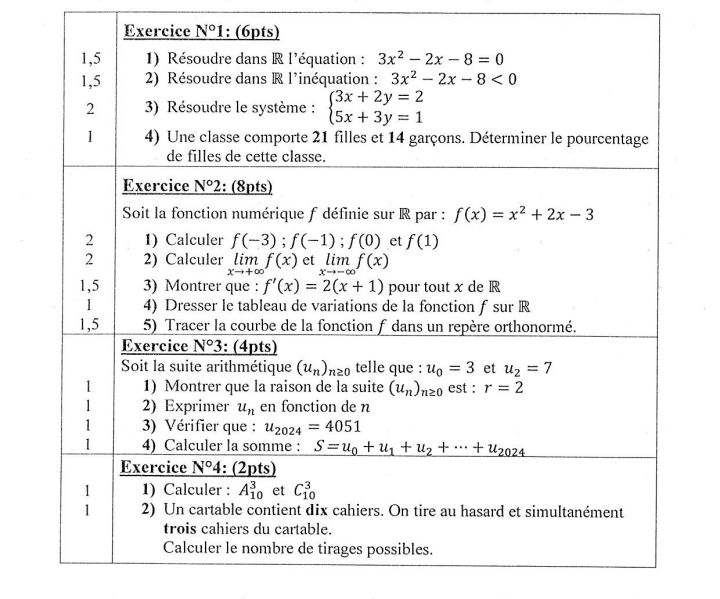 Exercice N°1: (6pts)
1,5 1) Résoudre dans ℝ l'équation : 3x² − 2x − 8 = 0
1,5 2) Résoudre dans ℝ l'inéquation : 3x² − 2x − 8 < 0
2 3) Résoudre le système : {3x + 2y = 2
5x + 3y = 1
1 4) Une classe comporte 21 filles et 14 garçons. Déterminer le pourcentage
de filles de cette classe.
Exercice N°2: (8pts)
Soit la fonction numérique f définie sur ℝ par : f(x) = x² + 2x − 3
2 1) Calculer f(−3) ; f(−1) ; f(0) et f(1)
2 2) Calculer lim x→+∞ f(x) et lim x→−∞ f(x)
1,5 3) Montrer que : f′(x) = 2(x + 1) pour tout x de ℝ
1 4) Dresser le tableau de variations de la fonction f sur ℝ
1,5 5) Tracer la courbe de la fonction f dans un repère orthonormé.
Exercice N°3: (4pts)
Soit la suite arithmétique (uₙ)ₙ≥₀ telle que : u₀ = 3 et u₂ = 7
1 1) Montrer que la raison de la suite (uₙ)ₙ≥₀ est : r = 2
1 2) Exprimer uₙ en fonction de n
1 3) Vérifier que : u₂₀₂₄ = 4051
1 4) Calculer la somme : S = u₀ + u₁ + u₂ + ⋯ + u₂₀₂₄
Exercice N°4: (2pts)
1 1) Calculer : A³₁₀ et C³₁₀
1 2) Un cartable contient dix cahiers. On tire au hasard et simultanément
trois cahiers du cartable.
Calculer le nombre de tirages possibles.